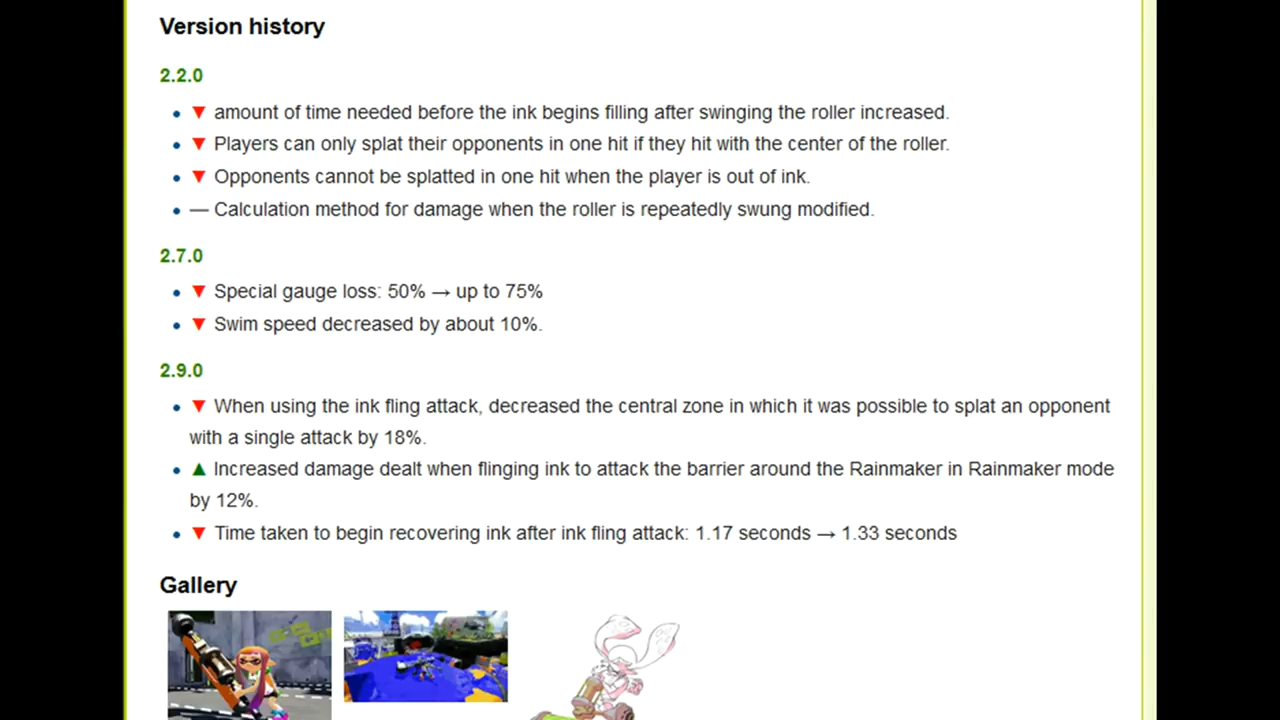 Version history
2.2.0
• ▼ amount of time needed before the ink begins filling after swinging the roller increased.
• ▼ Players can only splat their opponents in one hit if they hit with the center of the roller.
• ▼ Opponents cannot be splatted in one hit when the player is out of ink.
• — Calculation method for damage when the roller is repeatedly swung modified.
2.7.0
• ▼ Special gauge loss: 50% → up to 75%
• ▼ Swim speed decreased by about 10%.
2.9.0
• ▼ When using the ink fling attack, decreased the central zone in which it was possible to splat an opponent
with a single attack by 18%.
• ▲ Increased damage dealt when flinging ink to attack the barrier around the Rainmaker in Rainmaker mode
by 12%.
• ▼ Time taken to begin recovering ink after ink fling attack: 1.17 seconds → 1.33 seconds
Gallery